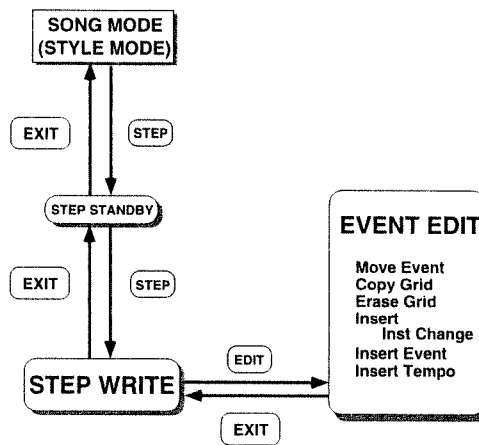 SONG MODE
(STYLE MODE)
EXIT
STEP
STEP STANDBY
EXIT
STEP
STEP WRITE
EDIT
EXIT
EVENT EDIT
Move Event
Copy Grid
Erase Grid
Insert
Inst Change
Insert Event
Insert Tempo